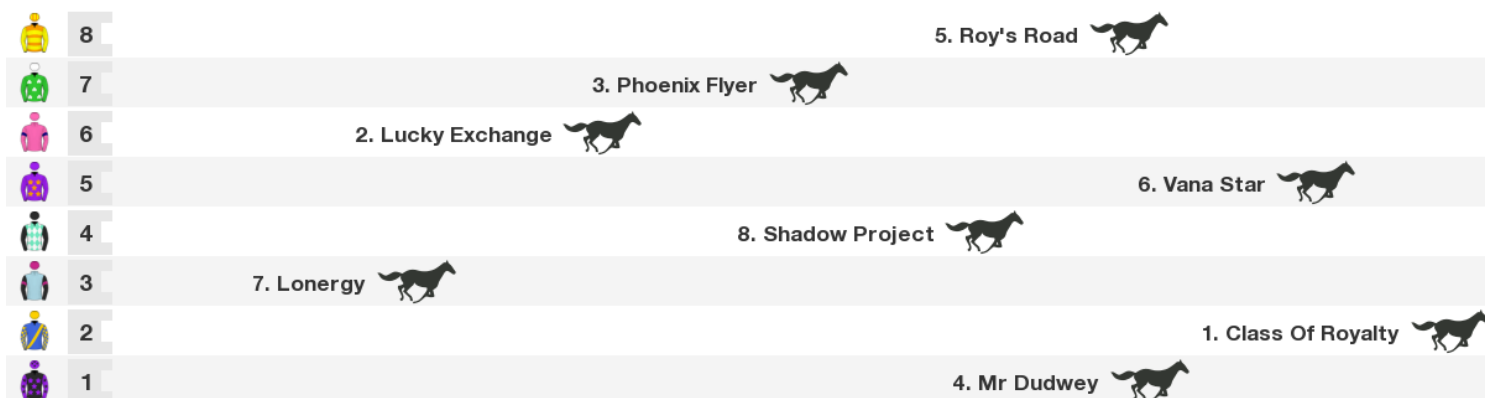 8 5. Roy's Road
7 3. Phoenix Flyer
6 2. Lucky Exchange
5 6. Vana Star
4 8. Shadow Project
3 7. Lonergy
2 1. Class Of Royalty
1 4. Mr Dudwey